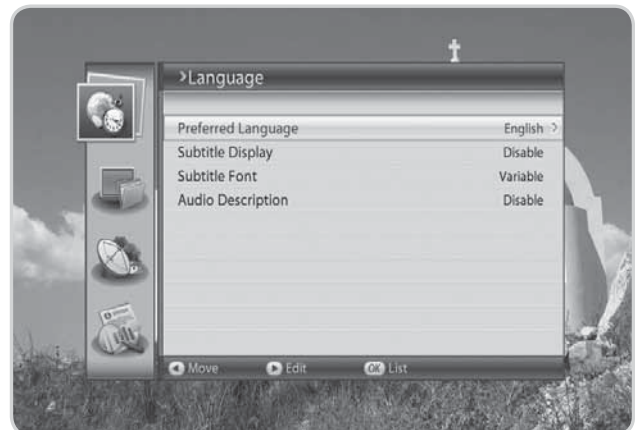 >Language
Preferred Language English >
Subtitle Display Disable
Subtitle Font Variable
Audio Description Disable
Move Edit OK List